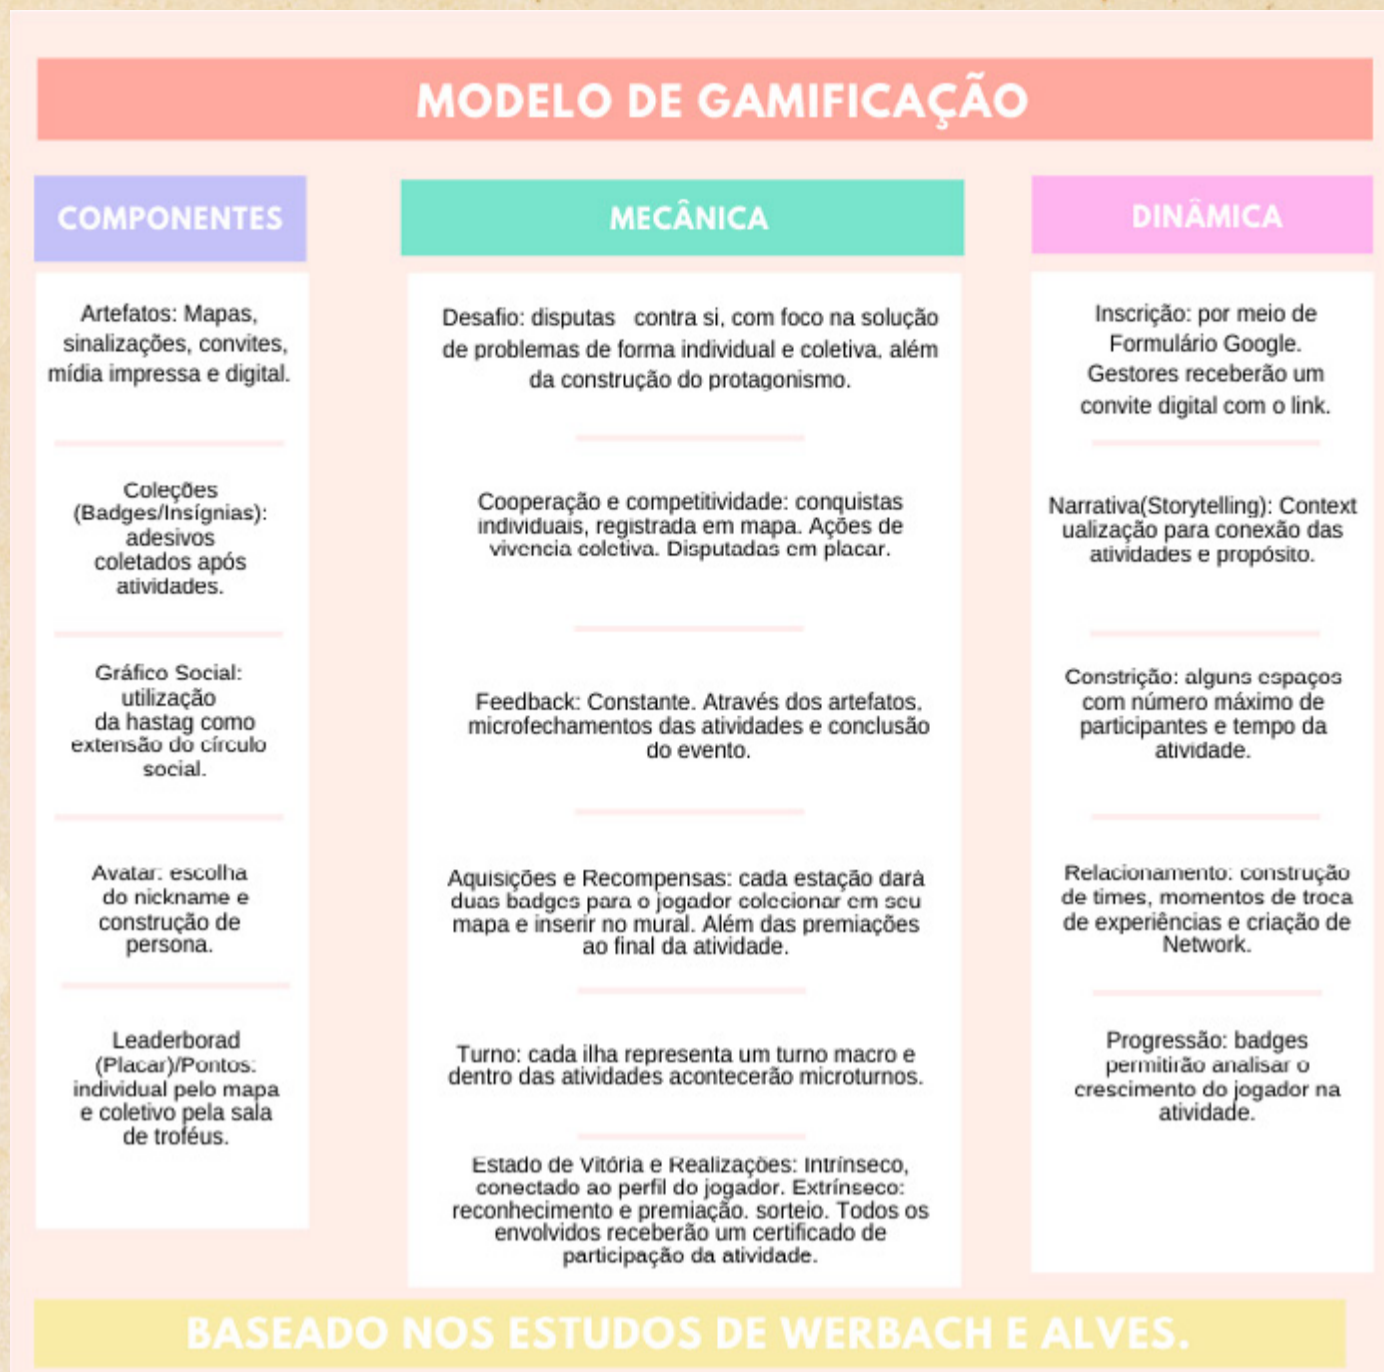 MODELO DE GAMIFICAÇÃO
COMPONENTES
Artefatos: Mapas,
sinalizações, convites,
mídia impressa e digital.
Coleções
(Badges/Insígnias):
adesivos
coletados após
atividades.
Gráfico Social:
utilização
da hastag como
extensão do círculo
social.
Avatar: escolha
do nickname e
construção de
persona.
Leaderborad
(Placar)/Pontos:
individual pelo mapa
e coletivo pela sala
de troféus.
MECÂNICA
Desafio: disputas contra si, com foco na solução
de problemas de forma individual e coletiva, além
da construção do protagonismo.
Cooperação e competitividade: conquistas
individuais, registrada em mapa. Ações de
vivencia coletiva. Disputadas em placar.
Feedback: Constante. Através dos artefatos,
microfechamentos das atividades e conclusão
do evento.
Aquisições e Recompensas: cada estação dará
duas badges para o jogador colecionar em seu
mapa e inserir no mural. Além das premiações
ao final da atividade.
Turno: cada ilha representa um turno macro e
dentro das atividades acontecerão microturnos.
Estado de Vitória e Realizações: Intrínseco,
conectado ao perfil do jogador. Extrínseco:
reconhecimento e premiação. sorteio. Todos os
envolvidos receberão um certificado de
participação da atividade.
DINÂMICA
Inscrição: por meio de
Formulário Google.
Gestores receberão um
convite digital com o link.
Narrativa(Storytelling): Context
ualização para conexão das
atividades e propósito.
Constrição: alguns espaços
com número máximo de
participantes e tempo da
atividade.
Relacionamento: construção
de times, momentos de troca
de experiências e criação de
Network.
Progressão: badges
permitirão analisar o
crescimento do jogador na
atividade.
BASEADO NOS ESTUDOS DE WERBACH E ALVES.